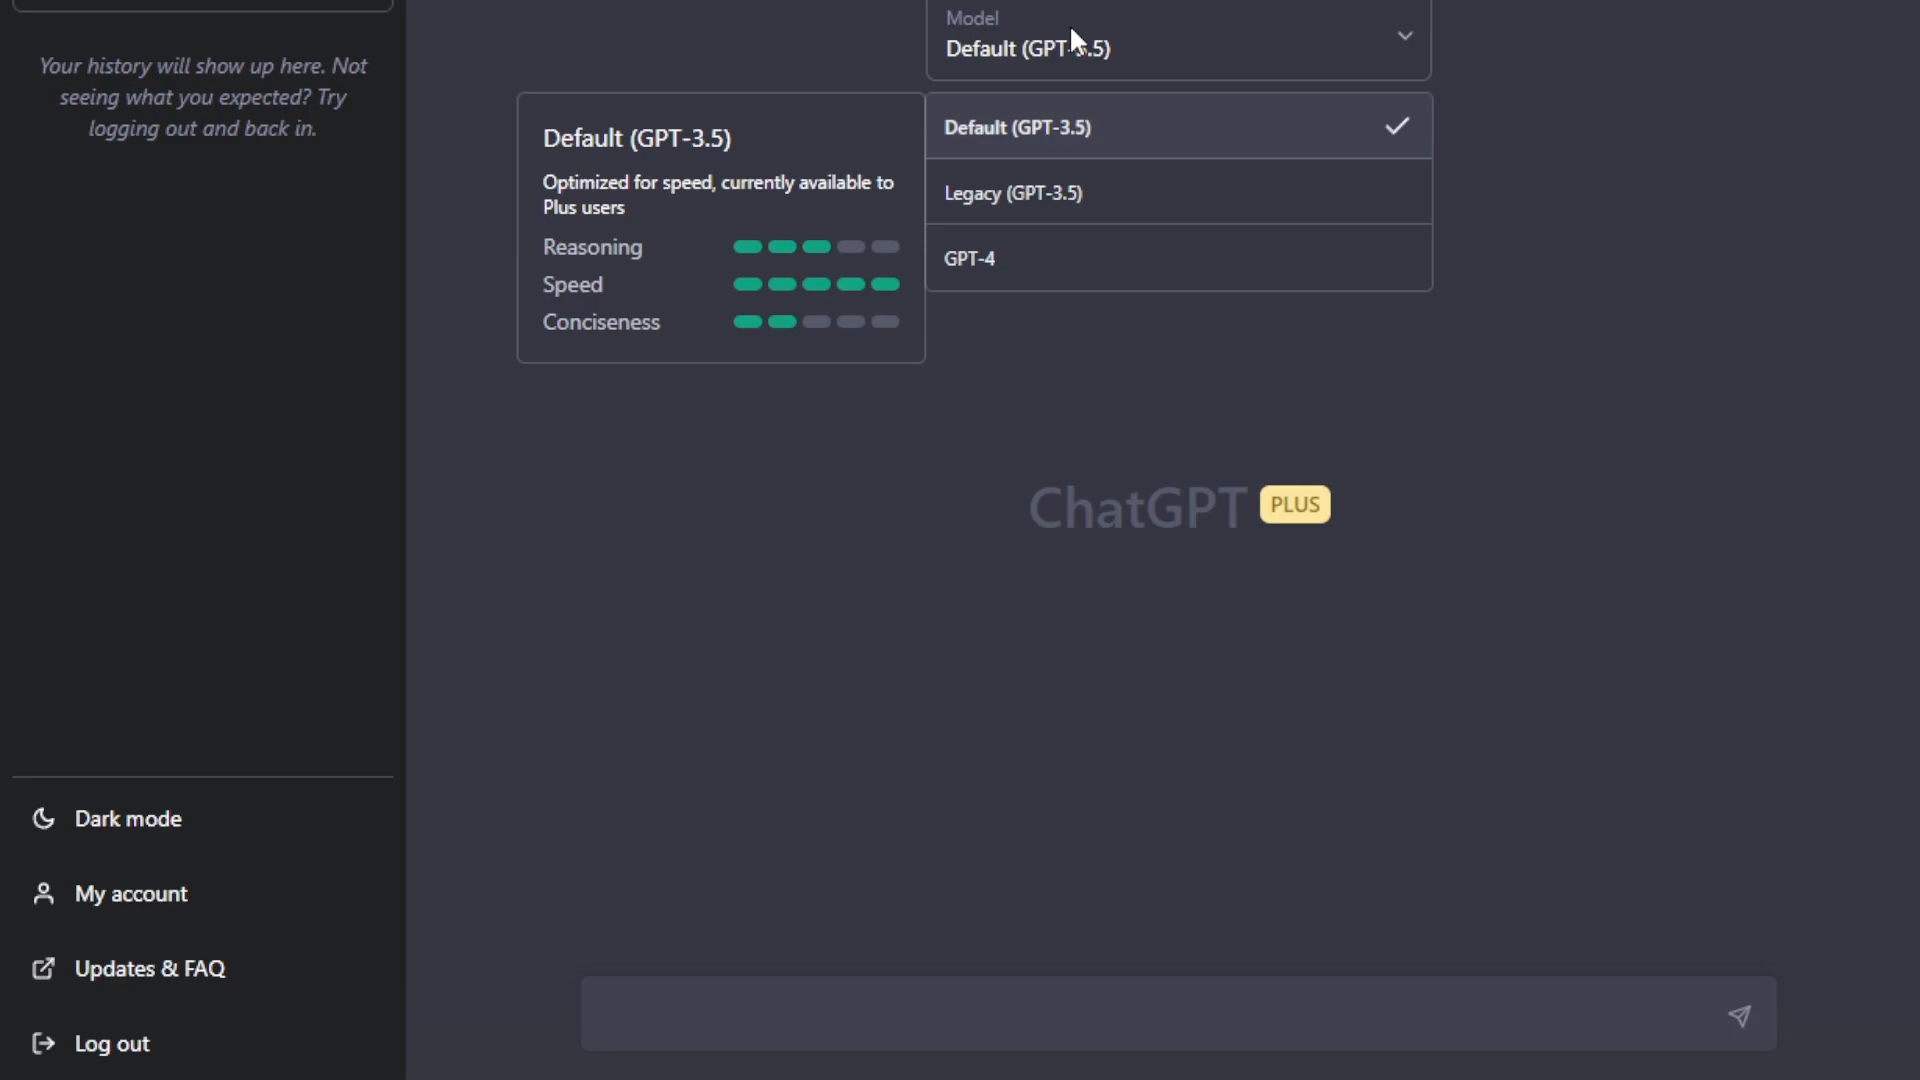 Your history will show up here. Not
seeing what you expected? Try
logging out and back in.
Dark mode
My account
Updates & FAQ
Log out
Model
Default (GPT-3.5)
Default (GPT-3.5)
Optimized for speed, currently available to
Plus users
Reasoning
Speed
Conciseness
Default (GPT-3.5)
Legacy (GPT-3.5)
GPT-4
ChatGPT PLUS